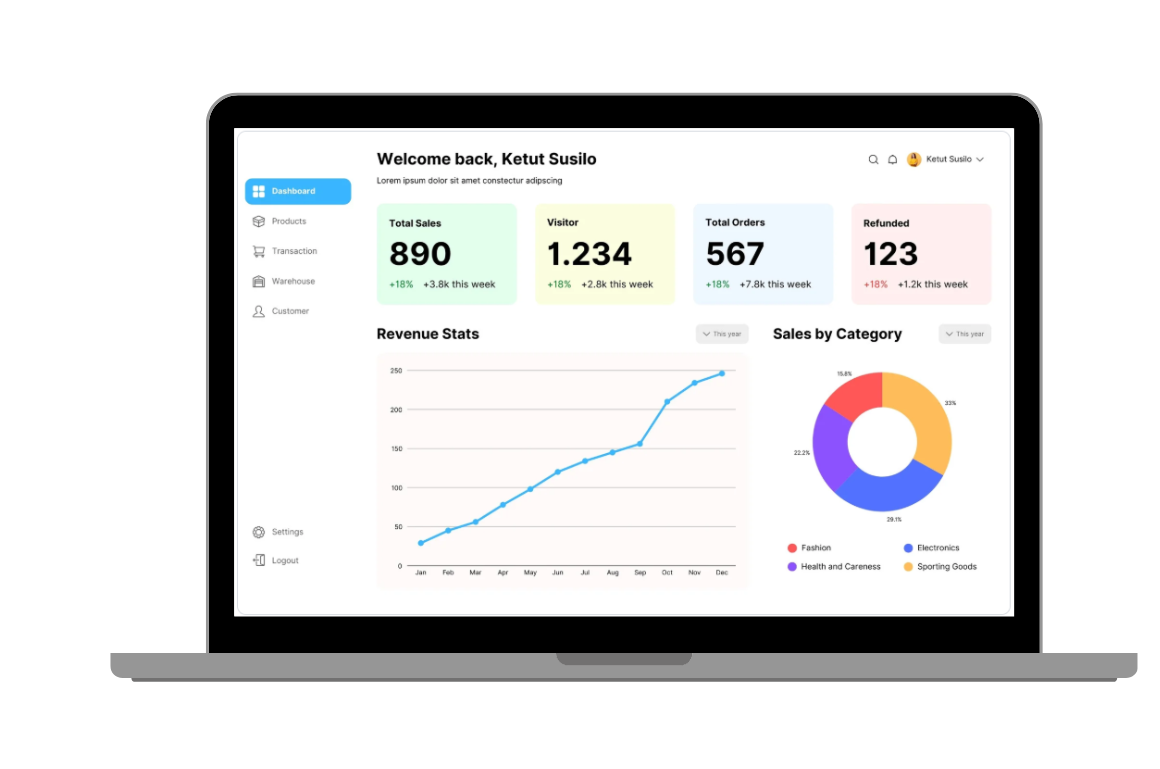 Welcome back, Ketut Susilo
Ketut Susilo
Lorem ipsum dolor sit amet constectur adipscing
Dashboard
Products
Transaction
Warehouse
Customer
Settings
Logout
Total Sales
890
+18% +3.8k this week
Visitor
1.234
+18% +2.8k this week
Total Orders
567
+18% +7.8k this week
Refunded
123
+18% +1.2k this week
Revenue Stats
This year
250
200
150
100
50
0
Jan Feb Mar Apr May Jun Jul Aug Sep Oct Nov Dec
Sales by Category
This year
15.8%
33%
22.2%
29.1%
Fashion
Electronics
Health and Careness
Sporting Goods